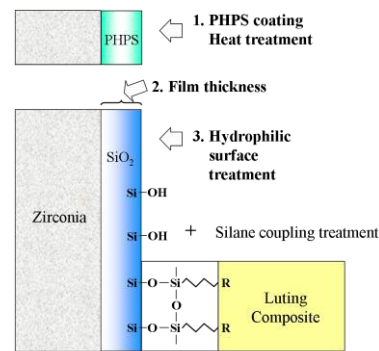 1. PHPS coating
Heat treatment
PHPS
2. Film thickness
3. Hydrophilic
surface
treatment
SiO2
Si-OH
Zirconia
Si-OH + Silane coupling treatment
Si-O-Si R
O
Si-O-Si R
Luting
Composite